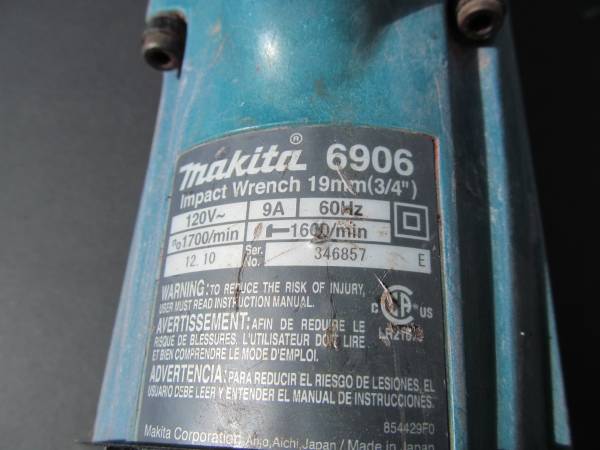 makita® 6906
Impact Wrench 19mm(3/4")
120V~ 9A 60Hz
n₀1700/min 1600/min
12.10 Ser. No. 346857 E
WARNING: TO REDUCE THE RISK OF INJURY,
USER MUST READ INSTRUCTION MANUAL.
AVERTISSEMENT: AFIN DE REDUIRE LE
RISQUE DE BLESSURES. L'UTILISATEUR DOIT LIRE
ET BIEN COMPRENDRE LE MODE D'EMPLOI.
C US
ADVERTENCIA: PARA REDUCIR EL RIESGO DE LESIONES, EL
USUARIO DEBE LEER Y ENTENDER EL MANUAL DE INSTRUCCIONES.
854429F0
Makita Corporation Anjo, Aichi, Japan / Made in Japan